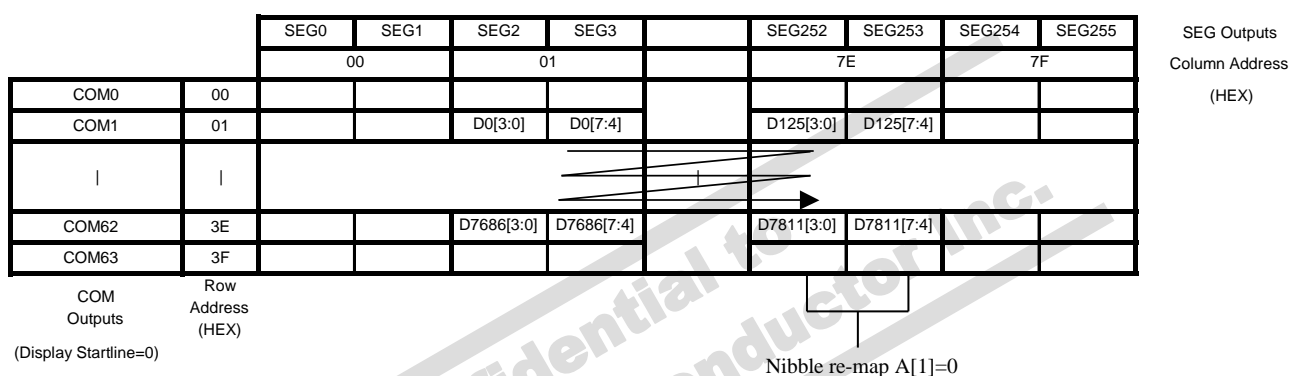 SEG0 SEG1 SEG2 SEG3 SEG252 SEG253 SEG254 SEG255 SEG Outputs
00 01 7E 7F Column Address
COM0 00 (HEX)
COM1 01 D0[3:0] D0[7:4] D125[3:0] D125[7:4]
| | |
COM62 3E D7686[3:0] D7686[7:4] D7811[3:0] D7811[7:4]
COM63 3F
COM
Outputs
(Display Startline=0)
Row
Address
(HEX)
Nibble re-map A[1]=0